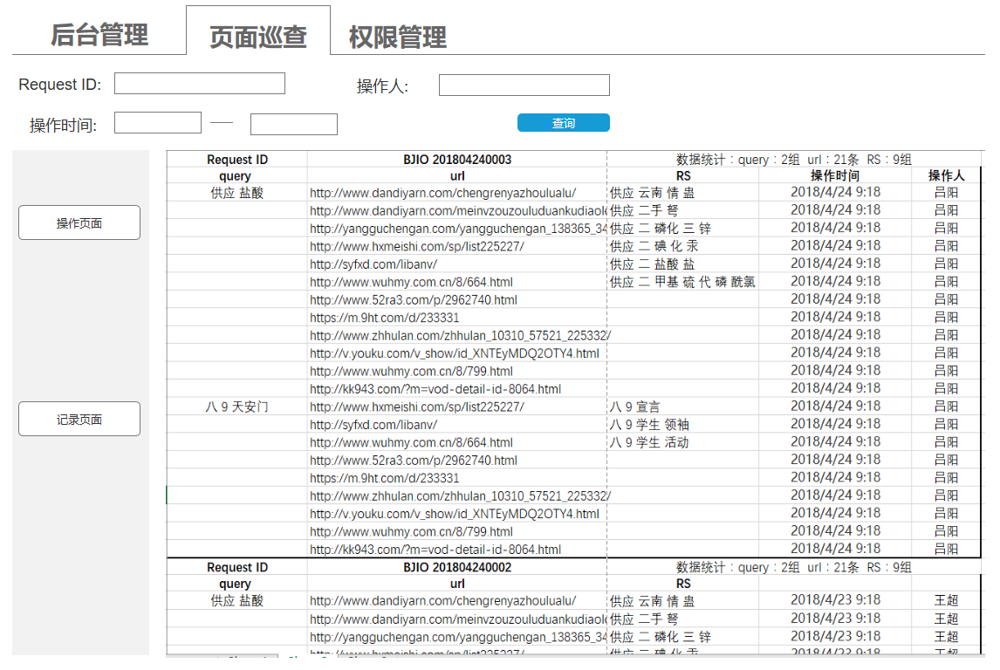 后台管理 页面巡查 权限管理
Request ID: 操作人:
操作时间: — 查询
Request ID BJIO 201804240003 数据统计：query：2组 url：21条 RS：9组
query url RS 操作时间 操作人
供应 盐酸 http://www.dandiyarn.com/chengrenyazhoulualu/ 供应 云南 情 蛊 2018/4/24 9:18 吕阳
http://www.dandiyarn.com/meinvzouzouluduankudiaol 供应 二手 弩 2018/4/24 9:18 吕阳
操作页面 http://yangguchengan.com/yangguchengan_138365_34 供应 二 磷化 三 锌 2018/4/24 9:18 吕阳
http://www.hxmeishi.com/sp/list225227/ 供应 二 碘 化 汞 2018/4/24 9:18 吕阳
http://syfxd.com/libanv/ 供应 二 盐酸 盐 2018/4/24 9:18 吕阳
http://www.wuhmy.com.cn/8/664.html 供应 二 甲基 硫 代 磷 酰氯 2018/4/24 9:18 吕阳
http://www.52ra3.com/p/2962740.html 2018/4/24 9:18 吕阳
https://m.9ht.com/d/233331 2018/4/24 9:18 吕阳
http://www.zhhulan.com/zhhulan_10310_57521_225332/ 2018/4/24 9:18 吕阳
http://v.youku.com/v_show/id_XNTEyMDQ2OTY4.html 2018/4/24 9:18 吕阳
http://www.wuhmy.com.cn/8/799.html 2018/4/24 9:18 吕阳
http://kk943.com/?m=vod-detail-id-8064.html 2018/4/24 9:18 吕阳
八 9 天安门 http://www.hxmeishi.com/sp/list225227/ 八 9 宣言 2018/4/24 9:18 吕阳
记录页面 http://syfxd.com/libanv/ 八 9 学生 领袖 2018/4/24 9:18 吕阳
http://www.wuhmy.com.cn/8/664.html 八 9 学生 活动 2018/4/24 9:18 吕阳
http://www.52ra3.com/p/2962740.html 2018/4/24 9:18 吕阳
https://m.9ht.com/d/233331 2018/4/24 9:18 吕阳
http://www.zhhulan.com/zhhulan_10310_57521_225332/ 2018/4/24 9:18 吕阳
http://v.youku.com/v_show/id_XNTEyMDQ2OTY4.html 2018/4/24 9:18 吕阳
http://www.wuhmy.com.cn/8/799.html 2018/4/24 9:18 吕阳
http://kk943.com/?m=vod-detail-id-8064.html 2018/4/24 9:18 吕阳
Request ID BJIO 201804240002 数据统计：query：2组 url：21条 RS：9组
query url RS
供应 盐酸 http://www.dandiyarn.com/chengrenyazhoulualu/ 供应 云南 情 蛊 2018/4/23 9:18 王超
http://www.dandiyarn.com/meinvzouzouluduankudiaol 供应 二手 弩 2018/4/23 9:18 王超
http://yangguchengan.com/yangguchengan_138365_34 供应 二 磷化 三 锌 2018/4/23 9:18 王超
http://www.hxmeishi.com/sp/list225227/ 供应 二 碘 化 汞 2018/4/23 9:18 王超